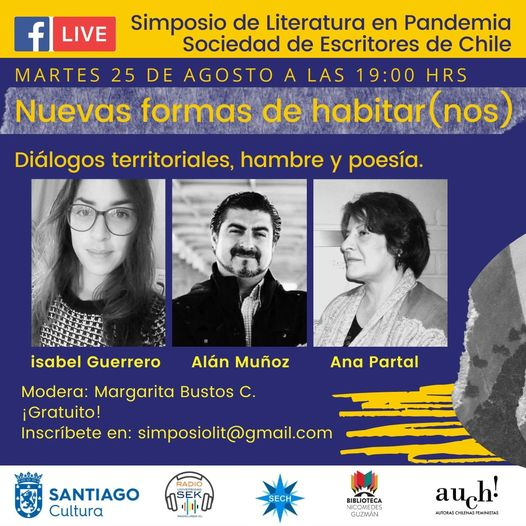 f LIVE
Simposio de Literatura en Pandemia
Sociedad de Escritores de Chile
MARTES 25 DE AGOSTO A LAS 19:00 HRS
Nuevas formas de habitar(nos)
Diálogos territoriales, hambre y poesía.
isabel Guerrero
Alán Muñoz
Ana Partal
Modera: Margarita Bustos C.
¡Gratuito!
Inscríbete en: simposiolit@gmail.com
SANTIAGO
Cultura
RADIO
SEK
SECH
BIBLIOTECA
NICOMEDES
GUZMÁN
auch!
AUTORAS CHILENAS FEMINISTAS